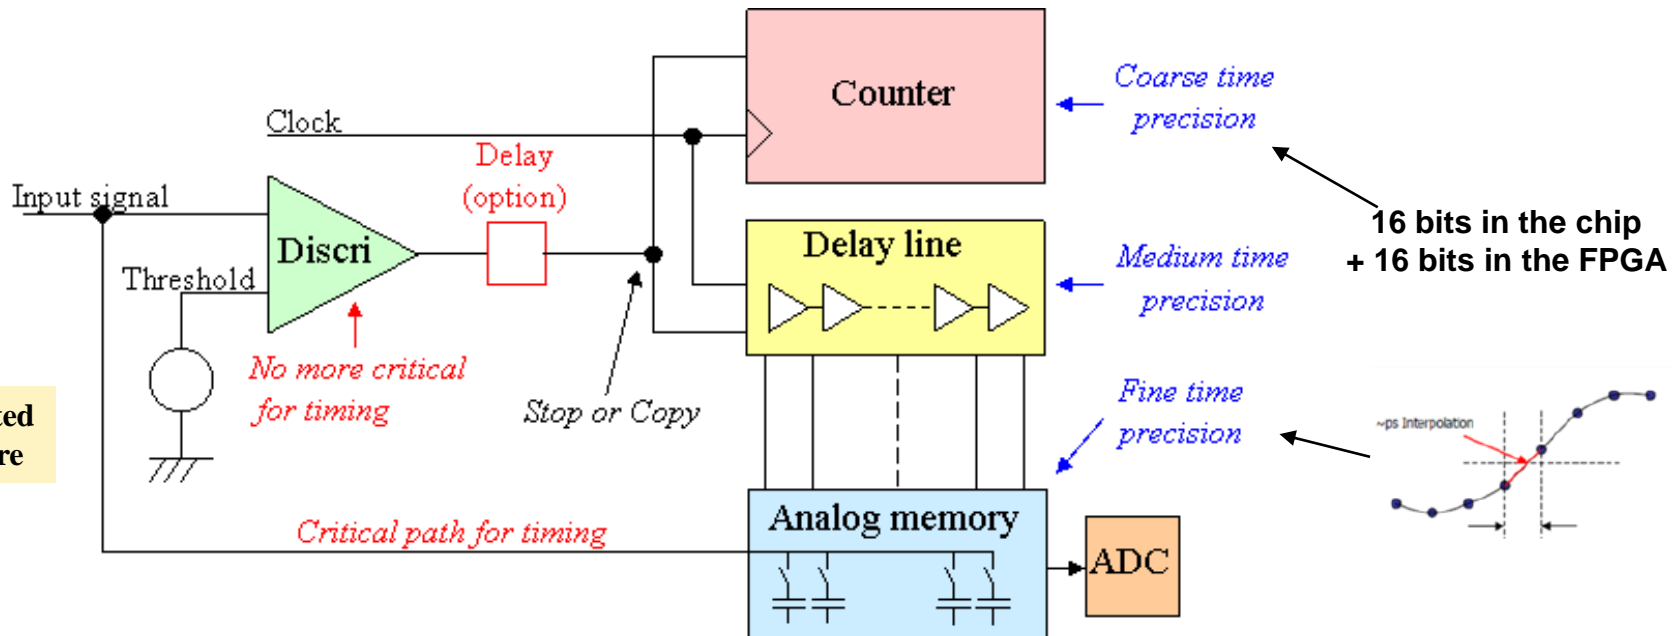 Counter
Coarse time
precision
Clock
Delay
(option)
Input signal
16 bits in the chip
+ 16 bits in the FPGA
Discri
Delay line
Medium time
precision
Threshold
No more critical
for timing
Stop or Copy
Fine time
precision
~ps Interpolation
Analog memory
Critical path for timing
ADC